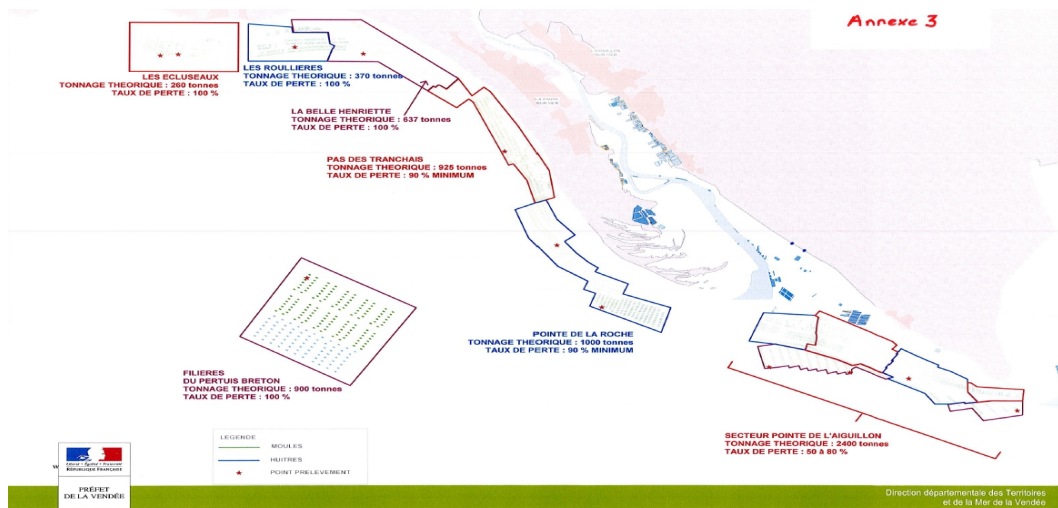 Annexe 3
LES ECLUSEAUX
TONNAGE THEORIQUE : 260 tonnes
TAUX DE PERTE : 100 %
LES ROULLIERES
TONNAGE THEORIQUE : 370 tonnes
TAUX DE PERTE : 100 %
LA BELLE HENRIETTE
TONNAGE THEORIQUE : 637 tonnes
TAUX DE PERTE : 100 %
PAS DES TRANCHAIS
TONNAGE THEORIQUE : 925 tonnes
TAUX DE PERTE : 90 % MINIMUM
POINTE DE LA ROCHE
TONNAGE THEORIQUE : 1000 tonnes
TAUX DE PERTE : 90 % MINIMUM
FILIERES
DU PERTUIS BRETON
TONNAGE THEORIQUE : 900 tonnes
TAUX DE PERTE : 100 %
SECTEUR POINTE DE L'AIGUILLON
TONNAGE THEORIQUE : 2400 tonnes
TAUX DE PERTE : 50 à 80 %
LEGENDE
MOULES
HUITRES
POINT PRELEVEMENT
w
Liberté • Égalité • Fraternité
RÉPUBLIQUE FRANÇAISE
PRÉFET
DE LA VENDÉE
Direction départementale des Territoires
et de la Mer de la Vendée